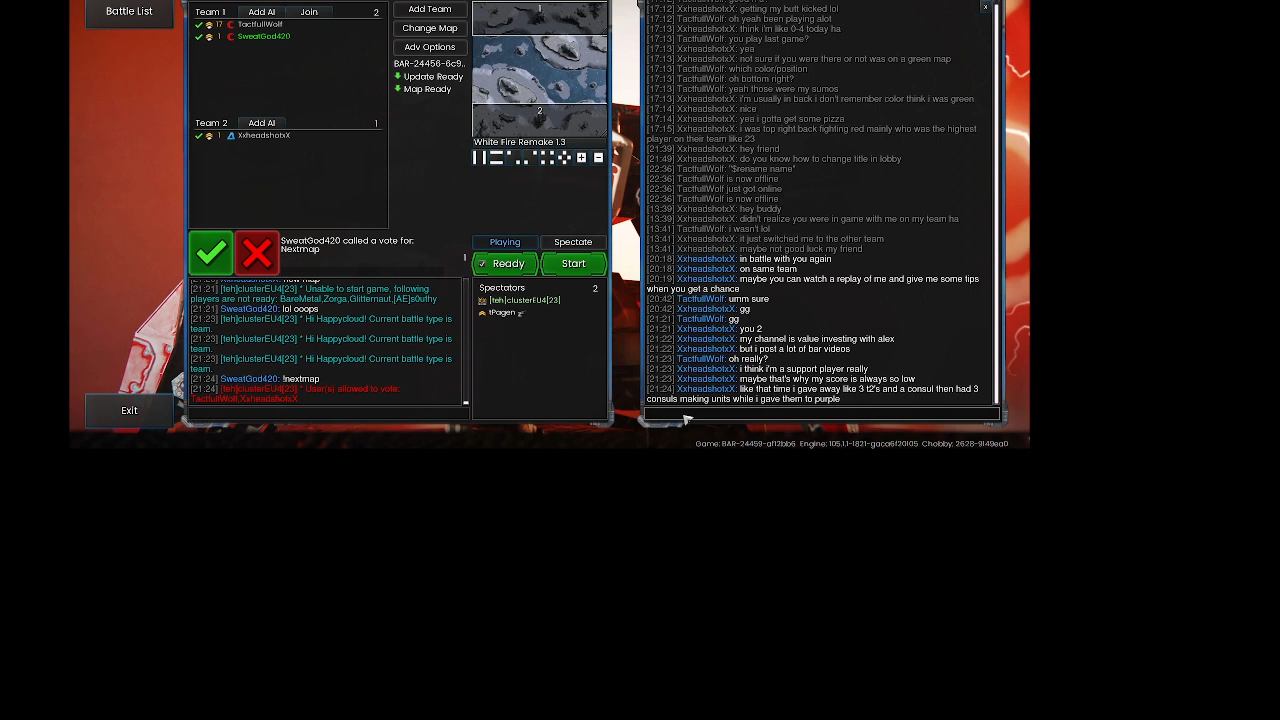 Battle List
Exit
Team 1 Add AI Join 2
17 TactfullWolf
1 SweatGod420
Team 2 Add AI 1
1 XxheadshotxX
Add Team
Change Map
Adv Options
BAR-24456-6c9..
Update Ready
Map Ready
1
2
White Fire Remake 1.3
SweatGod420 called a vote for:
Nextmap
1
Playing Spectate
Ready Start
[teh]clusterEU4[23] * Unable to start game, following
[21:21] players are not ready: BareMetal,Zorga,Glitternaut,[AE]s0uthy
[21:21] SweatGod420: lol ooops
[21:23] [teh]clusterEU4[23] * Hi Happycloud! Current battle type is
team.
[21:23] [teh]clusterEU4[23] * Hi Happycloud! Current battle type is
team.
[21:23] [teh]clusterEU4[23] * Hi Happycloud! Current battle type is
team.
[21:24] SweatGod420: !nextmap
[21:24] [teh]clusterEU4[23] * User(s) allowed to vote:
TactfullWolf,XxheadshotxX
Spectators 2
[teh]clusterEU4[23]
tPagen
x
[17:12] XxheadshotxX: getting my butt kicked lol
[17:12] TactfullWolf: oh yeah been playing alot
[17:13] XxheadshotxX: think i'm like 0-4 today ha
[17:13] TactfullWolf: you play last game?
[17:13] XxheadshotxX: yea
[17:13] XxheadshotxX: not sure if you were there or not was on a green map
[17:13] TactfullWolf: which color/position
[17:13] TactfullWolf: oh bottom right?
[17:13] TactfullWolf: yeah those were my sumos
[17:13] XxheadshotxX: i'm usually in back i don't remember color think i was green
[17:14] XxheadshotxX: nice
[17:14] XxheadshotxX: yea i gotta get some pizza
[17:15] XxheadshotxX: i was top right back fighting red mainly who was the highest
player on their team like 23
[21:39] XxheadshotxX: hey friend
[21:49] XxheadshotxX: do you know how to change title in lobby
[22:36] TactfullWolf: "$rename name"
[22:36] TactfullWolf is now offline
[22:36] TactfullWolf just got online
[22:36] TactfullWolf is now offline
[13:39] XxheadshotxX: hey buddy
[13:39] XxheadshotxX: didn't realize you were in game with me on my team ha
[13:41] TactfullWolf: i wasn't lol
[13:41] XxheadshotxX: it just switched me to the other team
[13:41] XxheadshotxX: maybe not good luck my friend
[20:18] XxheadshotxX: in battle with you again
[20:18] XxheadshotxX: on same team
[20:19] XxheadshotxX: maybe you can watch a replay of me and give me some tips
when you get a chance
[20:42] TactfullWolf: umm sure
[20:42] XxheadshotxX: gg
[21:21] TactfullWolf: gg
[21:21] XxheadshotxX: you 2
[21:22] XxheadshotxX: my channel is value investing with alex
[21:22] XxheadshotxX: but i post a lot of bar videos
[21:23] TactfullWolf: oh really?
[21:23] XxheadshotxX: i think i'm a support player really
[21:23] XxheadshotxX: maybe that's why my score is always so low
[21:24] XxheadshotxX: like that time i gave away like 3 t2's and a consul then had 3
consuls making units while i gave them to purple
Game: BAR-24459-af12bb6 Engine: 105.1.1-1821-gaca6f20105 Chobby: 2628-9149ea0